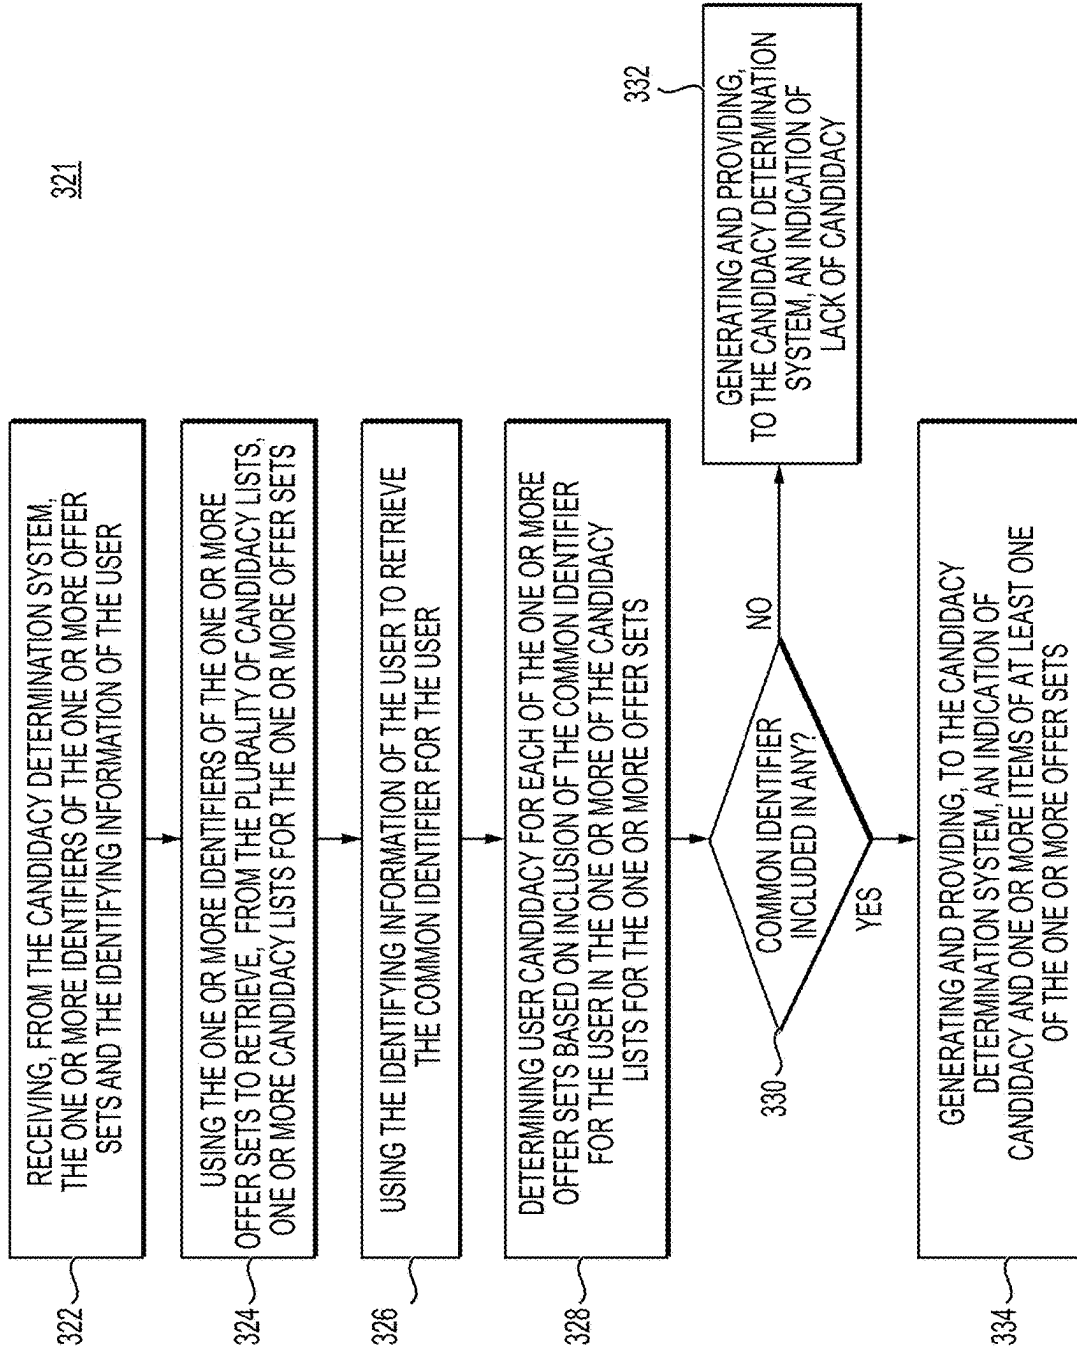 321
322
RECEIVING, FROM THE CANDIDACY DETERMINATION SYSTEM,
THE ONE OR MORE IDENTIFIERS OF THE ONE OR MORE OFFER
SETS AND THE IDENTIFYING INFORMATION OF THE USER
324
USING THE ONE OR MORE IDENTIFIERS OF THE ONE OR MORE
OFFER SETS TO RETRIEVE, FROM THE PLURALITY OF CANDIDACY LISTS,
ONE OR MORE CANDIDACY LISTS FOR THE ONE OR MORE OFFER SETS
326
USING THE IDENTIFYING INFORMATION OF THE USER TO RETRIEVE
THE COMMON IDENTIFIER FOR THE USER
328
DETERMINING USER CANDIDACY FOR EACH OF THE ONE OR MORE
OFFER SETS BASED ON INCLUSION OF THE COMMON IDENTIFIER
FOR THE USER IN THE ONE OR MORE OF THE CANDIDACY
LISTS FOR THE ONE OR MORE OFFER SETS
330
COMMON IDENTIFIER
INCLUDED IN ANY?
NO
YES
332
GENERATING AND PROVIDING,
TO THE CANDIDACY DETERMINATION
SYSTEM, AN INDICATION OF
LACK OF CANDIDACY
334
GENERATING AND PROVIDING, TO THE CANDIDACY
DETERMINATION SYSTEM, AN INDICATION OF
CANDIDACY AND ONE OR MORE ITEMS OF AT LEAST ONE
OF THE ONE OR MORE OFFER SETS